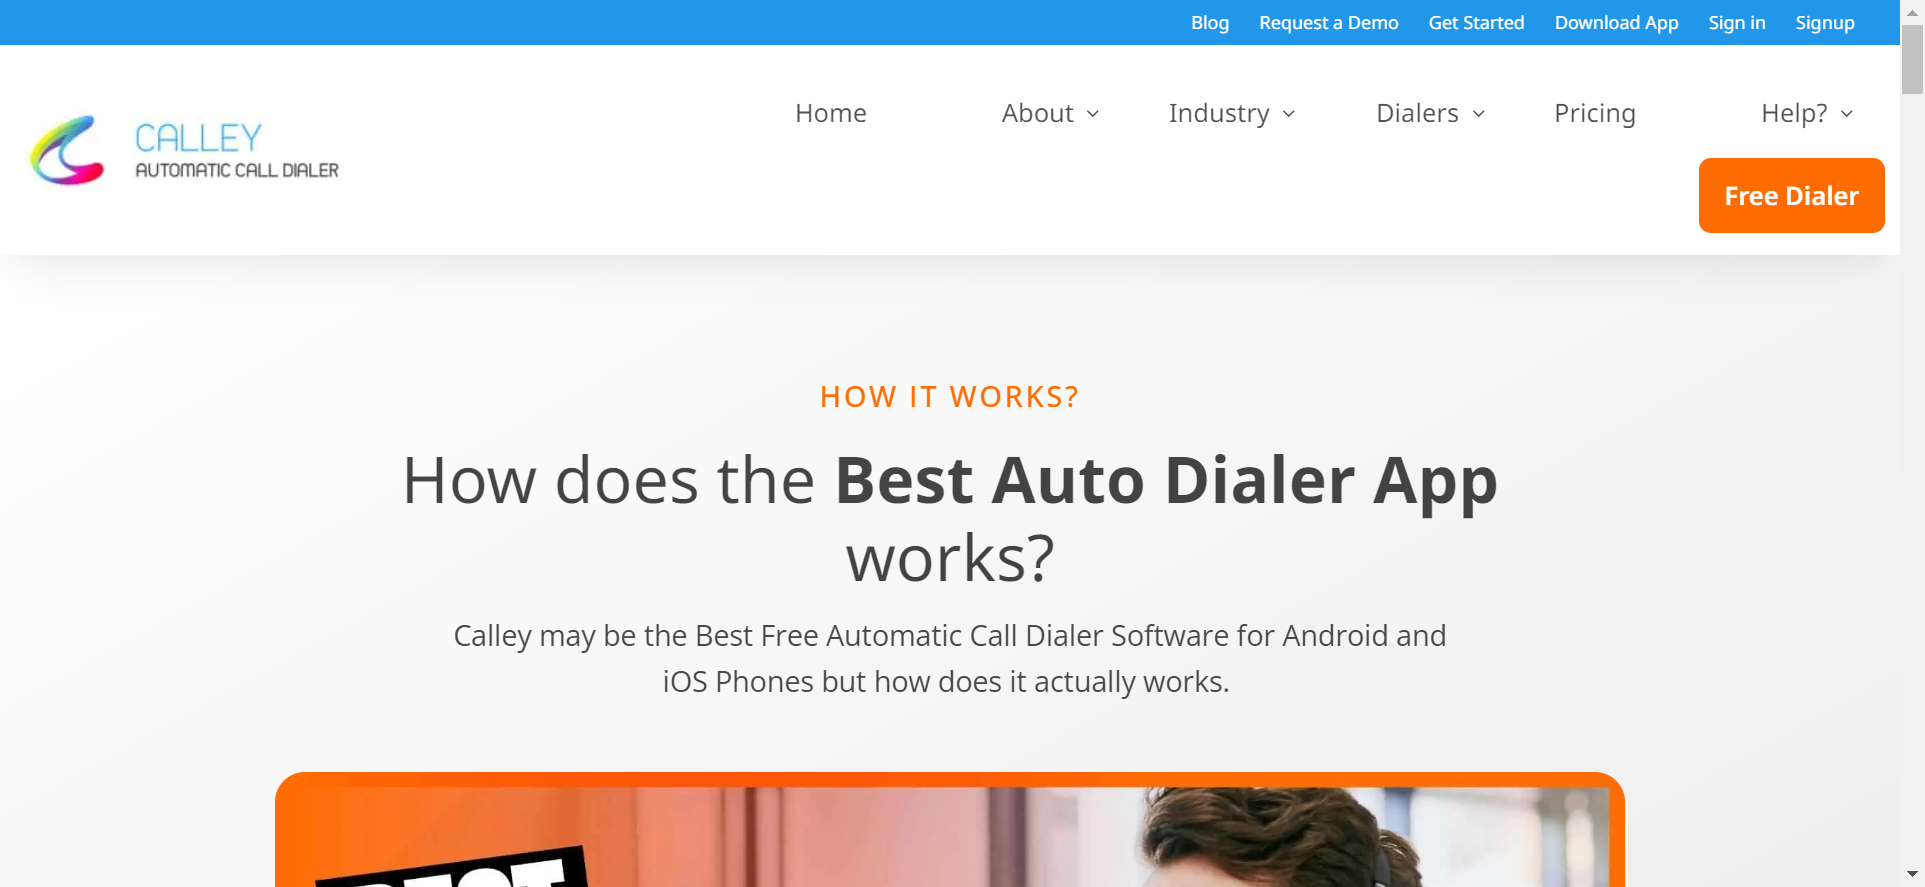 Blog Request a Demo Get Started Download App Sign in Signup
CALLEY
AUTOMATIC CALL DIALER
Home About Industry Dialers Pricing Help?
Free Dialer
HOW IT WORKS?
How does the Best Auto Dialer App
works?
Calley may be the Best Free Automatic Call Dialer Software for Android and
iOS Phones but how does it actually works.
BEST